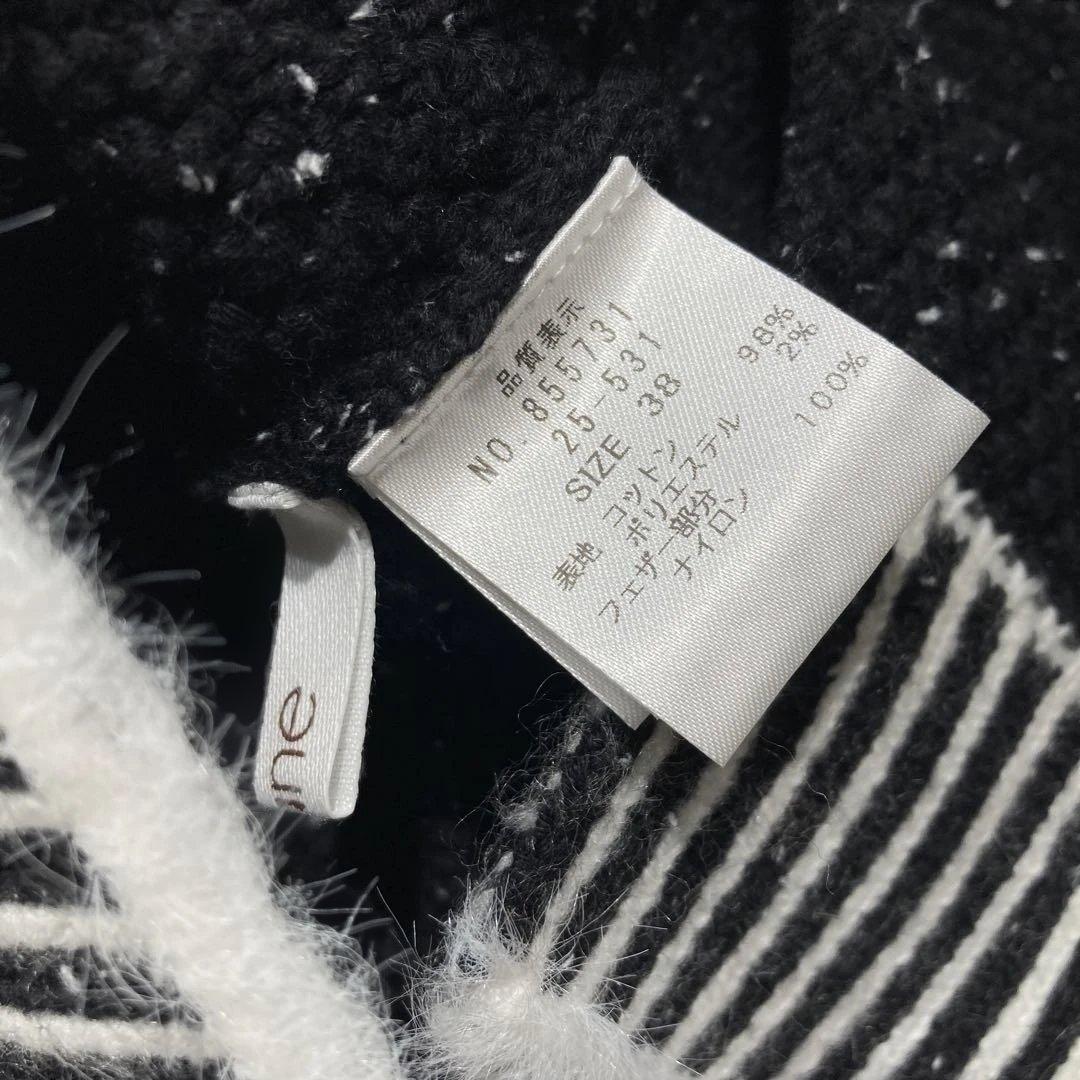 品質表示
NO. 855731
25-531
SIZE 38
表地 コットン 98%
ポリエステル 2%
フェザー部分
ナイロン 100%